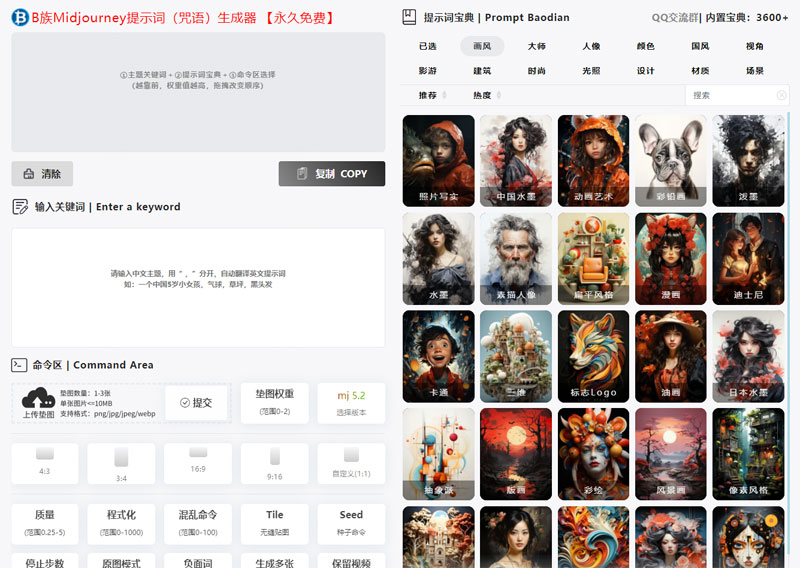 B族Midjourney提示词（咒语）生成器 【永久免费】
①主题关键词+②提示词宝典+③命令区选择
(越靠前，权重值越高，拖拽改变顺序)
清除
复制 COPY
输入关键词 | Enter a keyword
请输入中文主题，用 "，" 分开，自动翻译英文提示词
如：一个中国5岁小女孩，气球，草坪，黑头发
命令区 | Command Area
上传垫图
垫图数量：1-3张
单张图片<=10MB
支持格式：png/jpg/jpeg/webp
提交
垫图权重
(范围0-2)
mj 5.2
选择版本
4:3
3:4
16:9
9:16
自定义(1:1)
质量
(范围0.25-5)
程式化
(范围0-1000)
混乱命令
(范围0-100)
Tile
无缝贴图
Seed
种子命令
停止步数
原图模式
负面词
生成多张
保留视频
提示词宝典 | Prompt Baodian
QQ交流群| 内置宝典：3600+
已选 画风 大师 人像 颜色 国风 视角
影游 建筑 时尚 光照 设计 材质 场景
推荐 热度 搜索
照片写实 中国水墨 动画艺术 彩铅画 泼墨
水墨 素描人像 扁平风格 漫画 迪士尼
卡通 三维 标志Logo 油画 日本水墨
抽象派 版画 彩绘 风景画 像素风格